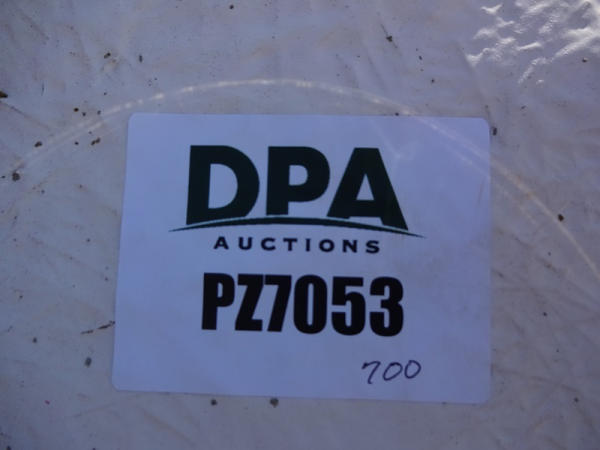 DPA
AUCTIONS
PZ7053
700